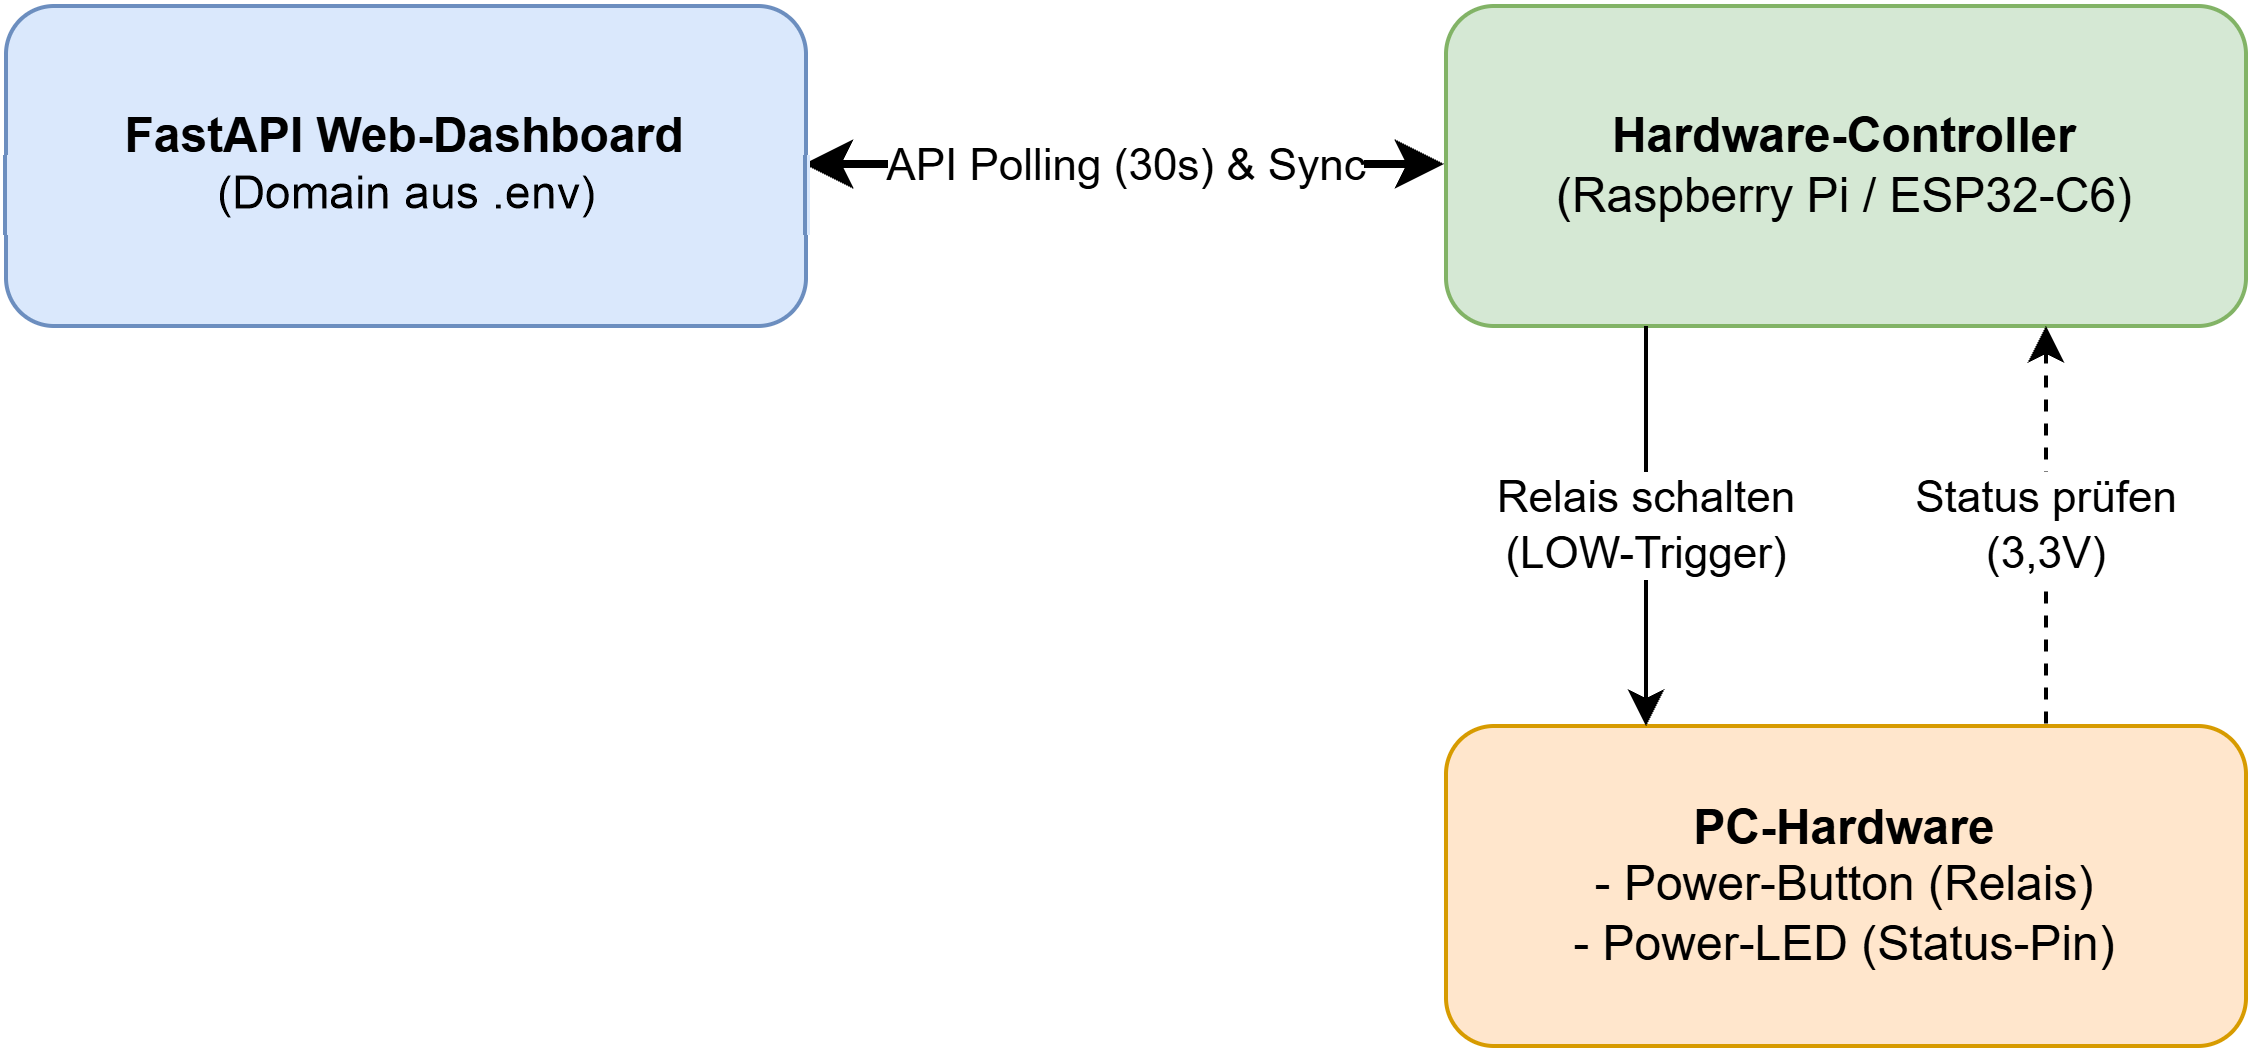 FastAPI Web-Dashboard
(Domain aus .env)
API Polling (30s) & Sync
Hardware-Controller
(Raspberry Pi / ESP32-C6)
Relais schalten
(LOW-Trigger)
Status prüfen
(3,3V)
PC-Hardware
- Power-Button (Relais)
- Power-LED (Status-Pin)